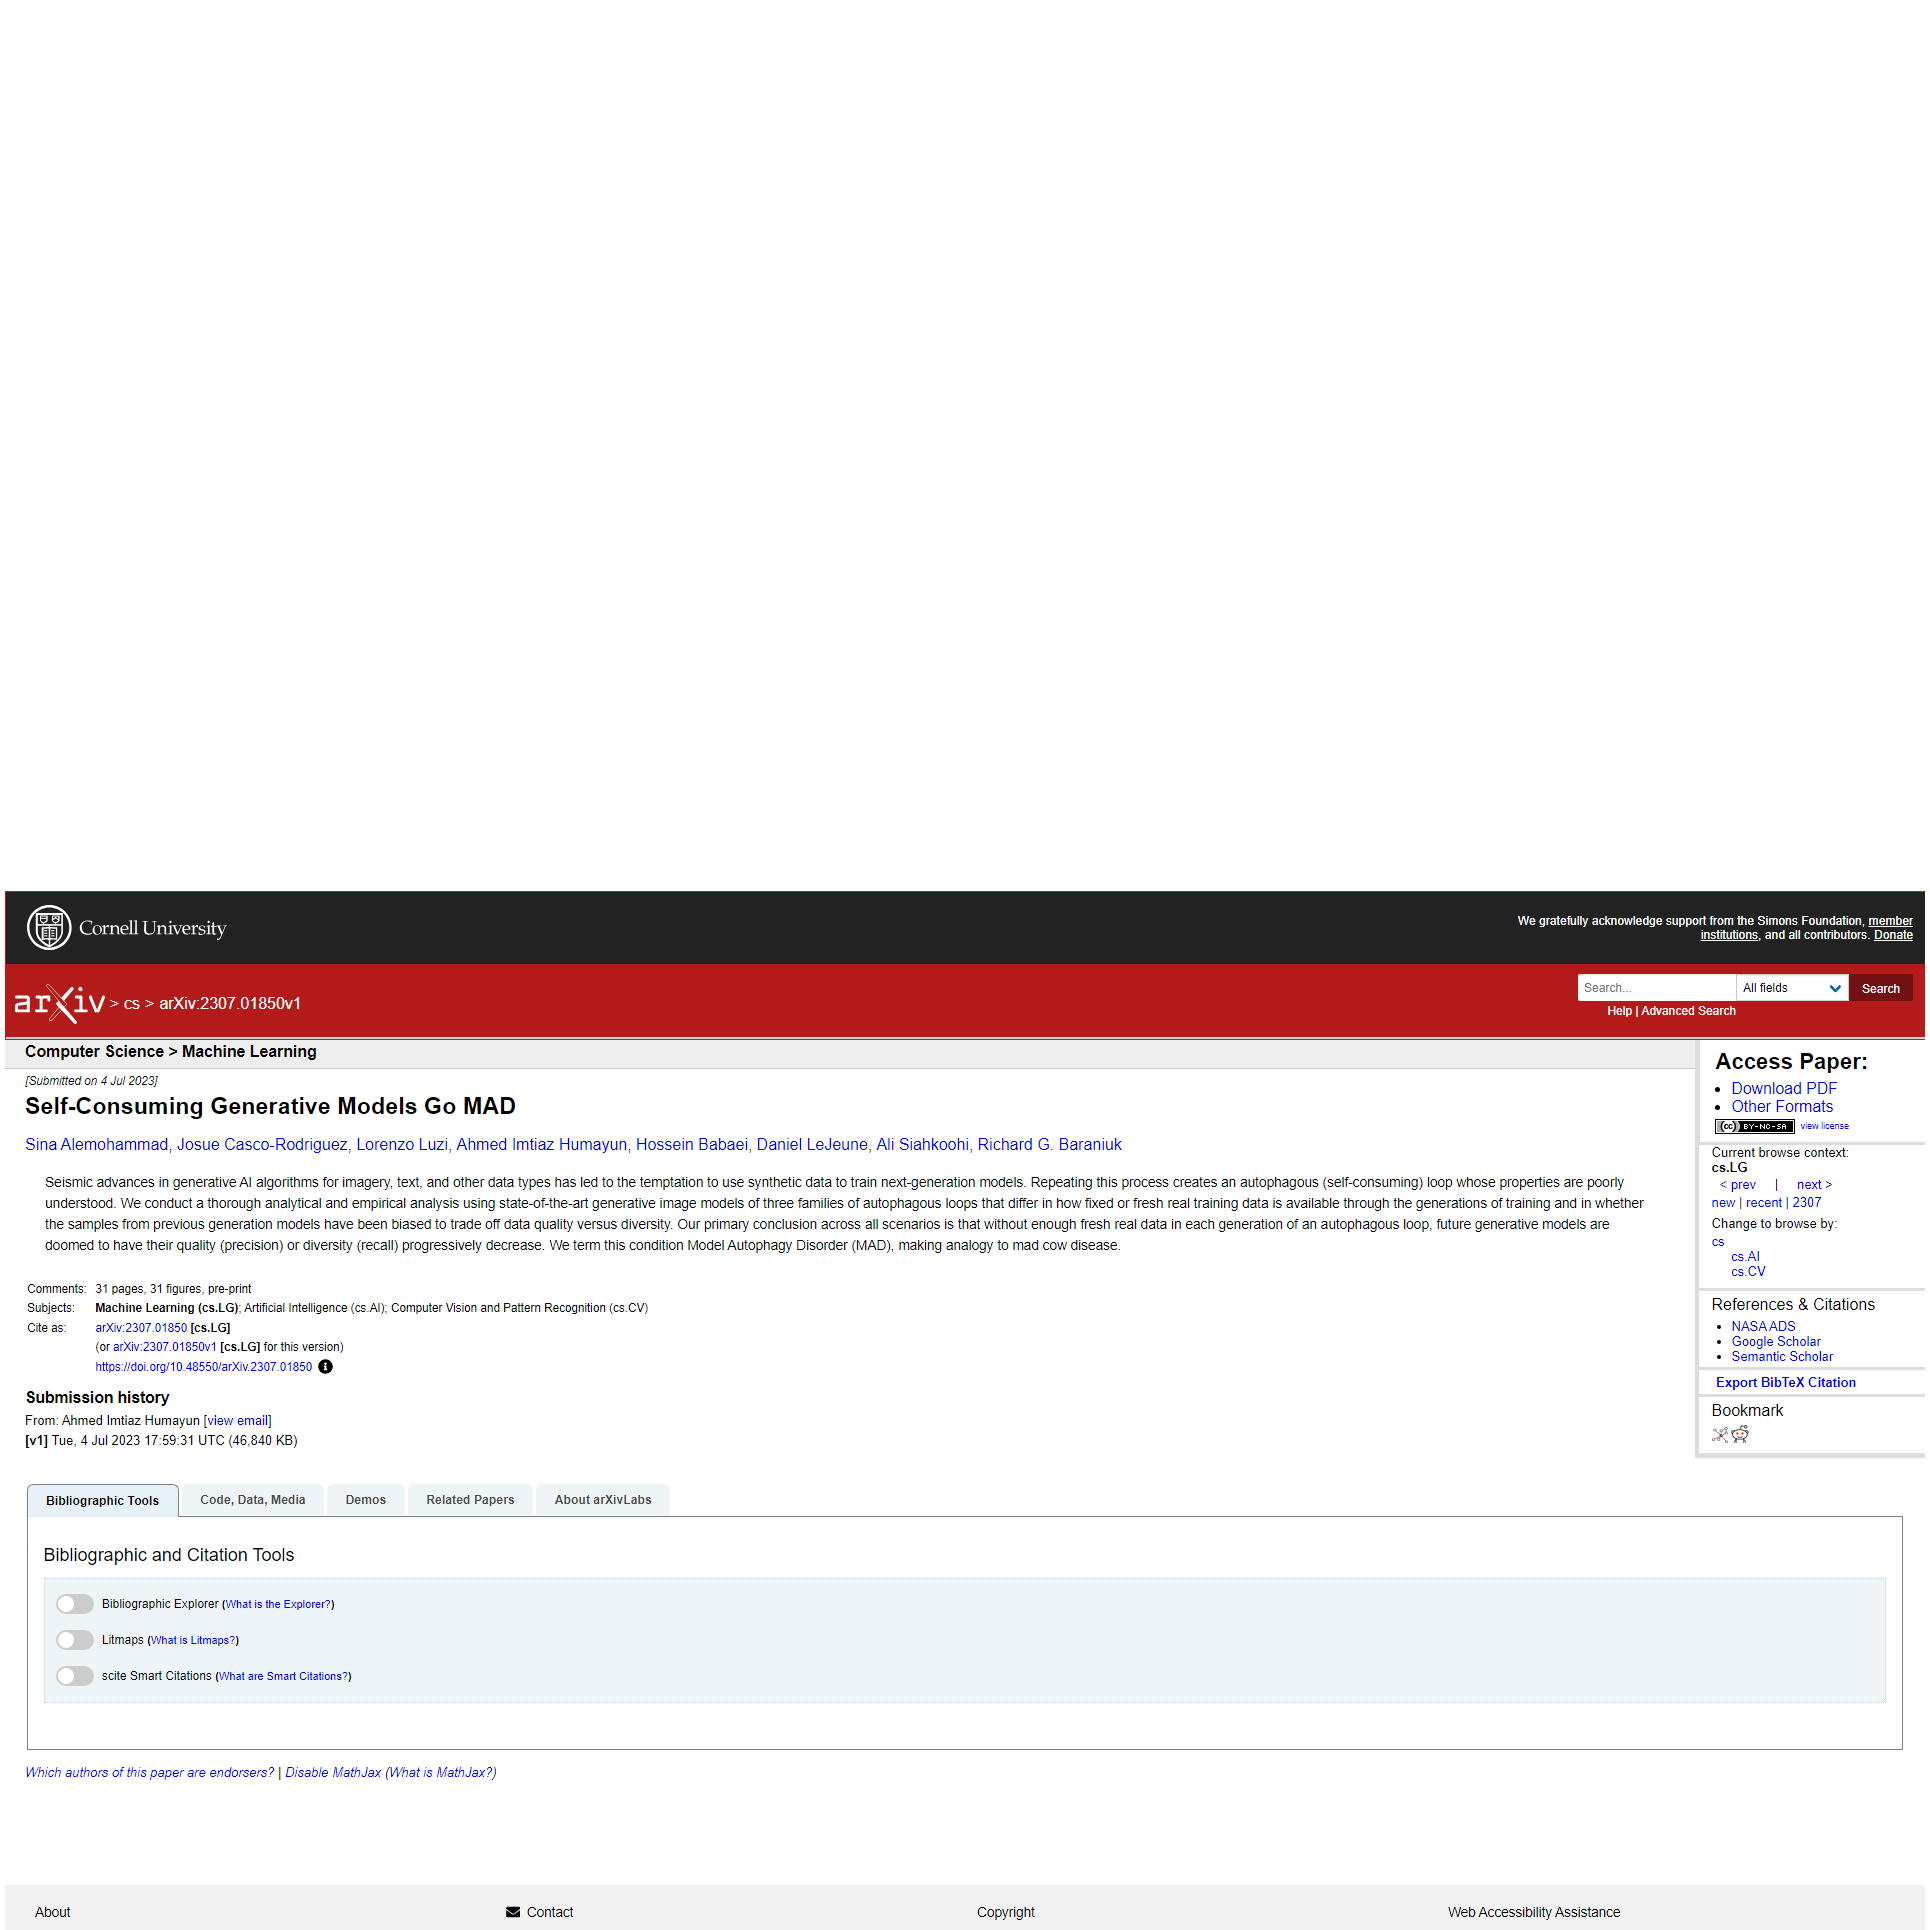 Cornell University
We gratefully acknowledge support from the Simons Foundation, member
institutions, and all contributors. Donate
arXiv > cs > arXiv:2307.01850v1
Search...
All fields
Search
Help | Advanced Search
Computer Science > Machine Learning
[Submitted on 4 Jul 2023]
Self-Consuming Generative Models Go MAD
Sina Alemohammad, Josue Casco-Rodriguez, Lorenzo Luzi, Ahmed Imtiaz Humayun, Hossein Babaei, Daniel LeJeune, Ali Siahkoohi, Richard G. Baraniuk
Seismic advances in generative AI algorithms for imagery, text, and other data types has led to the temptation to use synthetic data to train next-generation models. Repeating this process creates an autophagous (self-consuming) loop whose properties are poorly
understood. We conduct a thorough analytical and empirical analysis using state-of-the-art generative image models of three families of autophagous loops that differ in how fixed or fresh real training data is available through the generations of training and in whether
the samples from previous generation models have been biased to trade off data quality versus diversity. Our primary conclusion across all scenarios is that without enough fresh real data in each generation of an autophagous loop, future generative models are
doomed to have their quality (precision) or diversity (recall) progressively decrease. We term this condition Model Autophagy Disorder (MAD), making analogy to mad cow disease.
Comments: 31 pages, 31 figures, pre-print
Subjects: Machine Learning (cs.LG); Artificial Intelligence (cs.AI); Computer Vision and Pattern Recognition (cs.CV)
Cite as: arXiv:2307.01850 [cs.LG]
(or arXiv:2307.01850v1 [cs.LG] for this version)
https://doi.org/10.48550/arXiv.2307.01850
Submission history
From: Ahmed Imtiaz Humayun [view email]
[v1] Tue, 4 Jul 2023 17:59:31 UTC (46,840 KB)
Access Paper:
Download PDF
Other Formats
(cc) BY-NC-SA view license
Current browse context:
cs.LG
< prev | next >
new | recent | 2307
Change to browse by:
cs
cs.AI
cs.CV
References & Citations
NASA ADS
Google Scholar
Semantic Scholar
Export BibTeX Citation
Bookmark
Bibliographic Tools
Code, Data, Media
Demos
Related Papers
About arXivLabs
Bibliographic and Citation Tools
Bibliographic Explorer (What is the Explorer?)
Litmaps (What is Litmaps?)
scite Smart Citations (What are Smart Citations?)
Which authors of this paper are endorsers? | Disable MathJax (What is MathJax?)
About
Contact
Copyright
Web Accessibility Assistance